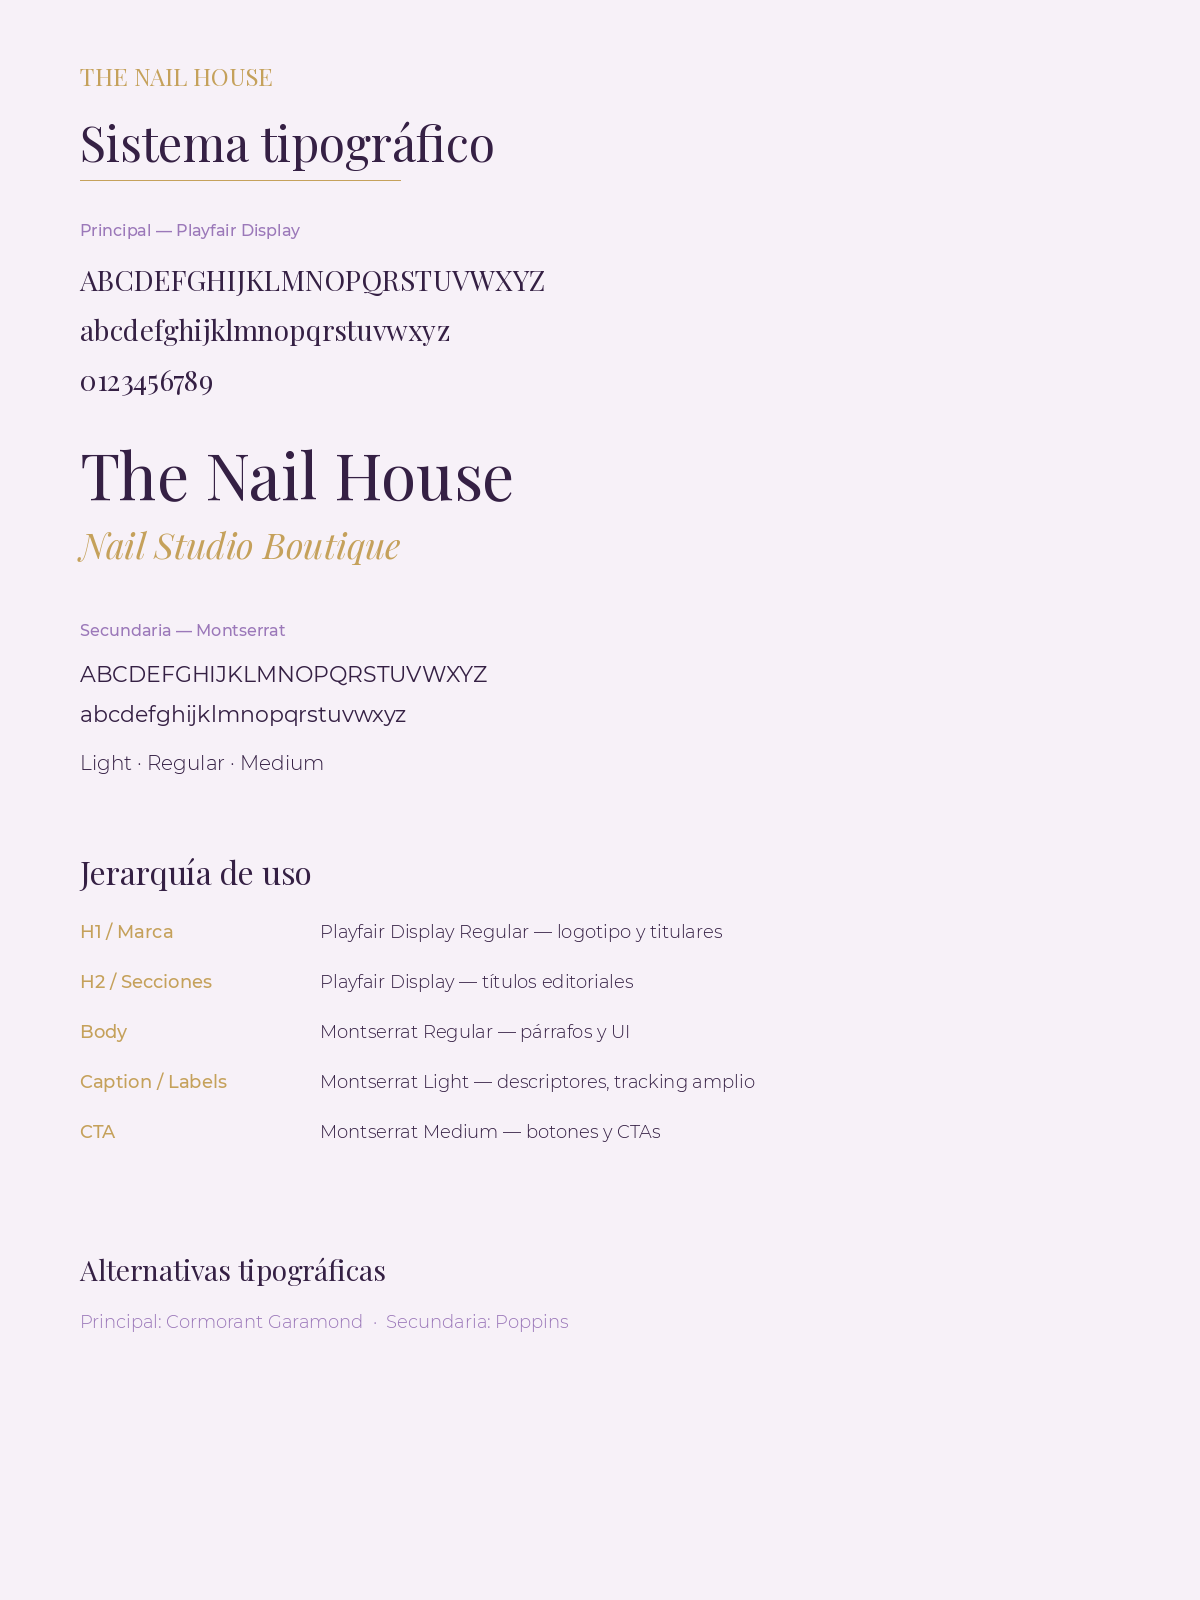 THE NAIL HOUSE
Sistema tipográfico
Principal — Playfair Display
ABCDEFGHIJKLMNOPQRSTUVWXYZ
abcdefghijklmnopqrstuvwxyz
0123456789
The Nail House
Nail Studio Boutique
Secundaria — Montserrat
ABCDEFGHIJKLMNOPQRSTUVWXYZ
abcdefghijklmnopqrstuvwxyz
Light · Regular · Medium
Jerarquía de uso
H1 / Marca Playfair Display Regular — logotipo y titulares
H2 / Secciones Playfair Display — títulos editoriales
Body Montserrat Regular — párrafos y UI
Caption / Labels Montserrat Light — descriptores, tracking amplio
CTA Montserrat Medium — botones y CTAs
Alternativas tipográficas
Principal: Cormorant Garamond · Secundaria: Poppins